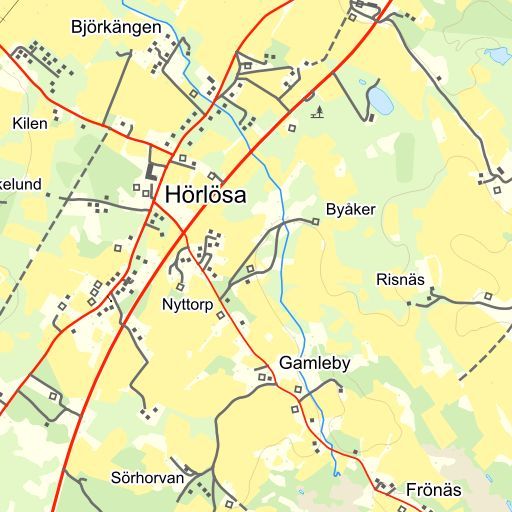 Björkängen
Kilen
kelund
Hörlösa
Byåker
Risnäs
Nyttorp
Gamleby
Sörhorvan
Frönäs